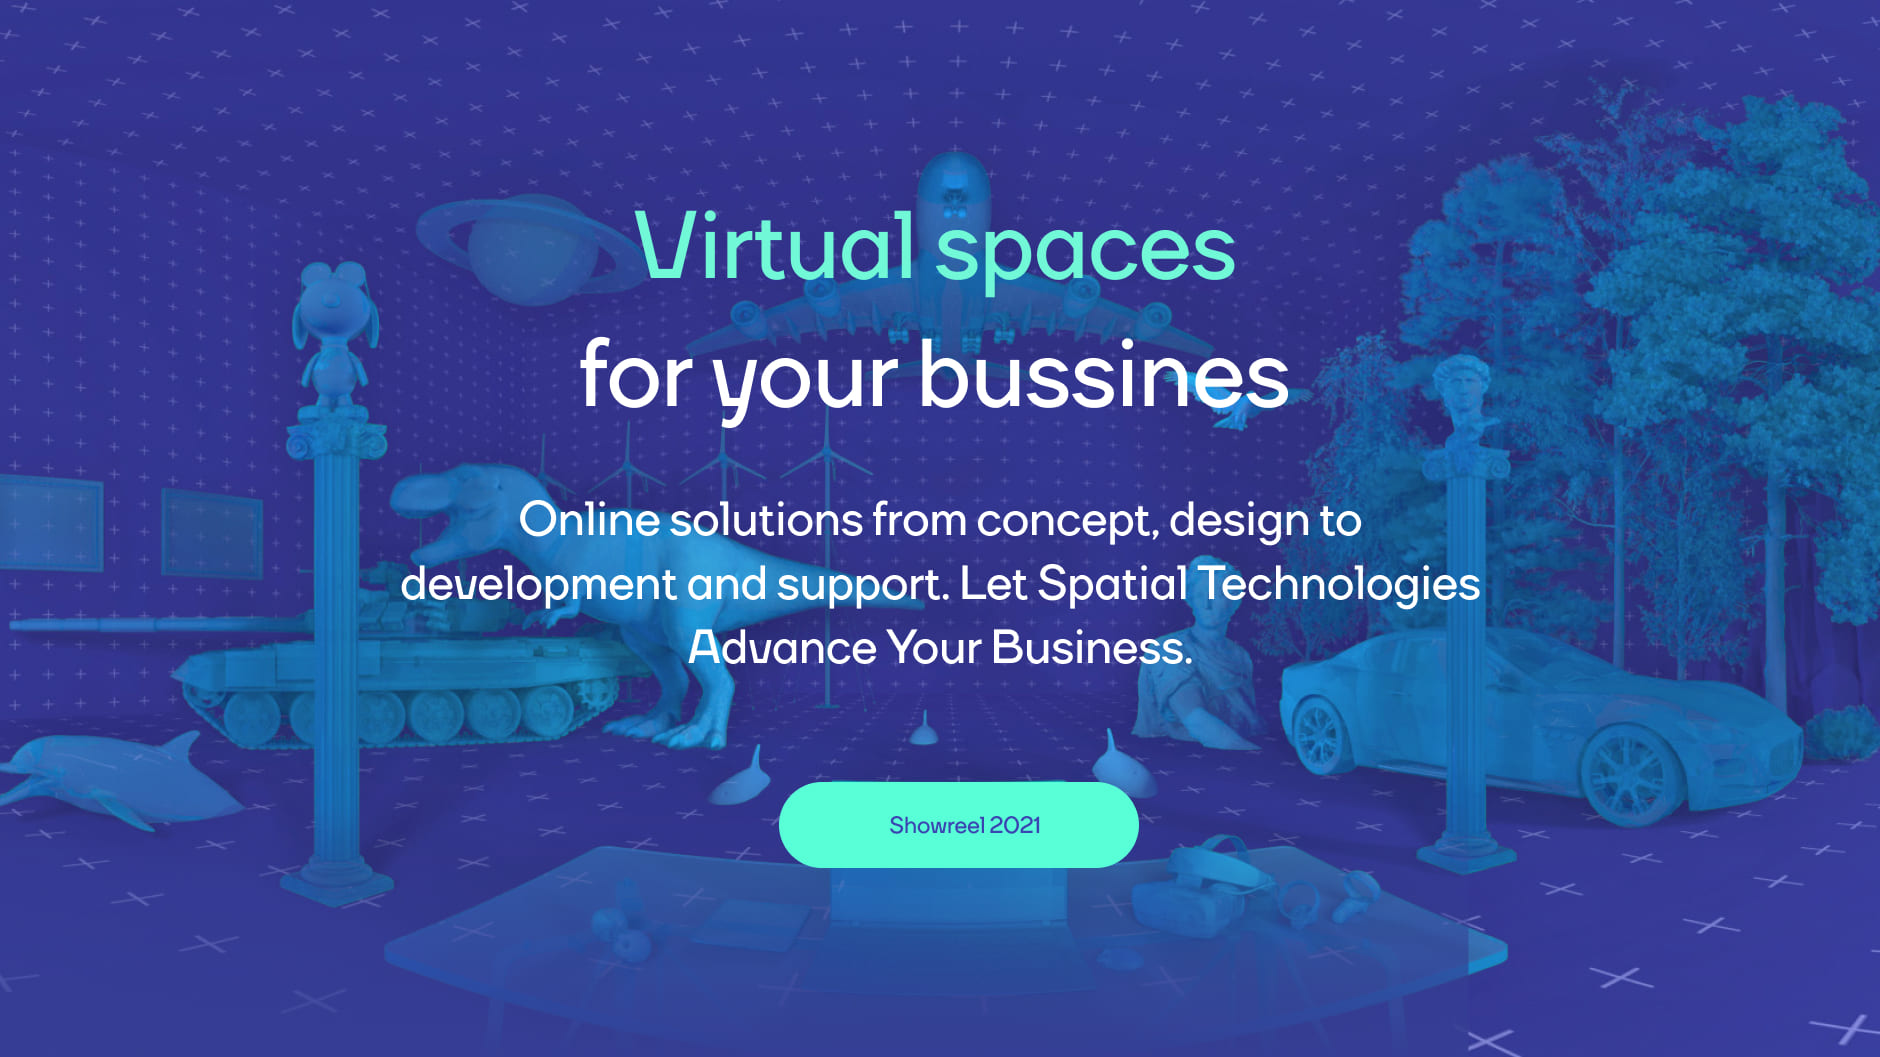 Virtual spaces
for your bussines
Online solutions from concept, design to
development and support. Let Spatial Technologies
Advance Your Business.
Showreel 2021